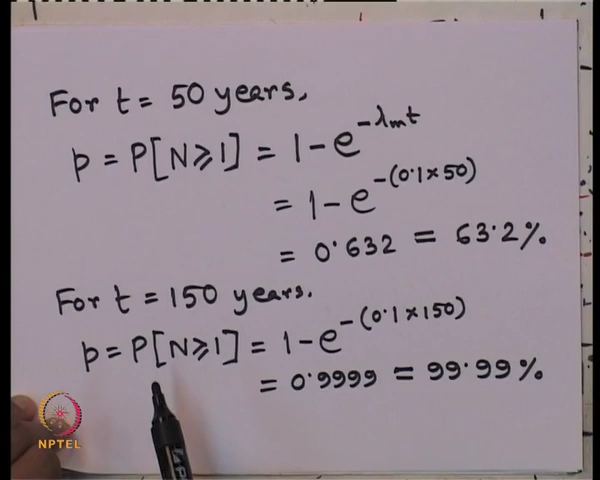 For t = 50 years,
p = P[N≥1] = 1 - e^{-λ_m t}
= 1 - e^{-(0.1×50)}
= 0.632 = 63.2%
For t = 150 years.
p = P[N≥1] = 1 - e^{-(0.1×150)}
= 0.9999 = 99.99%
NPTEL